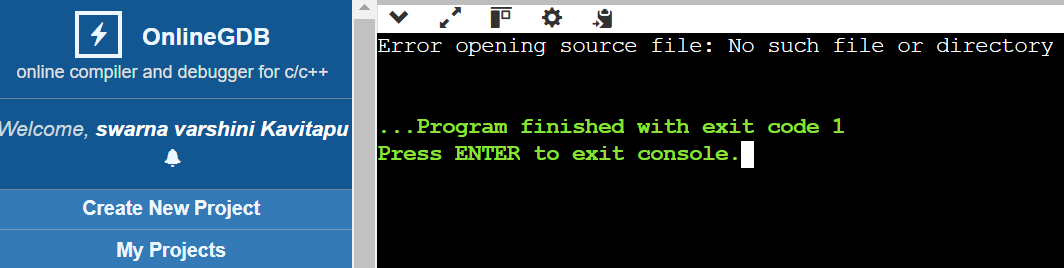 OnlineGDB
online compiler and debugger for c/c++
Welcome, swarna varshini Kavitapu
Create New Project
My Projects
Error opening source file: No such file or directory
...Program finished with exit code 1
Press ENTER to exit console.